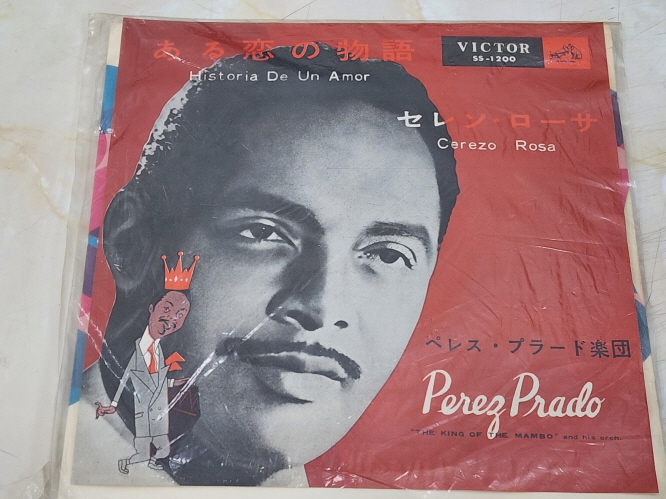 ある恋の物語
Historia De Un Amor
VICTOR
SS-1200
セレソ・ローサ
Cerezo Rosa
ペレス・プラード楽団
Perez Prado
"THE KING OF THE MAMBO" and his orch.